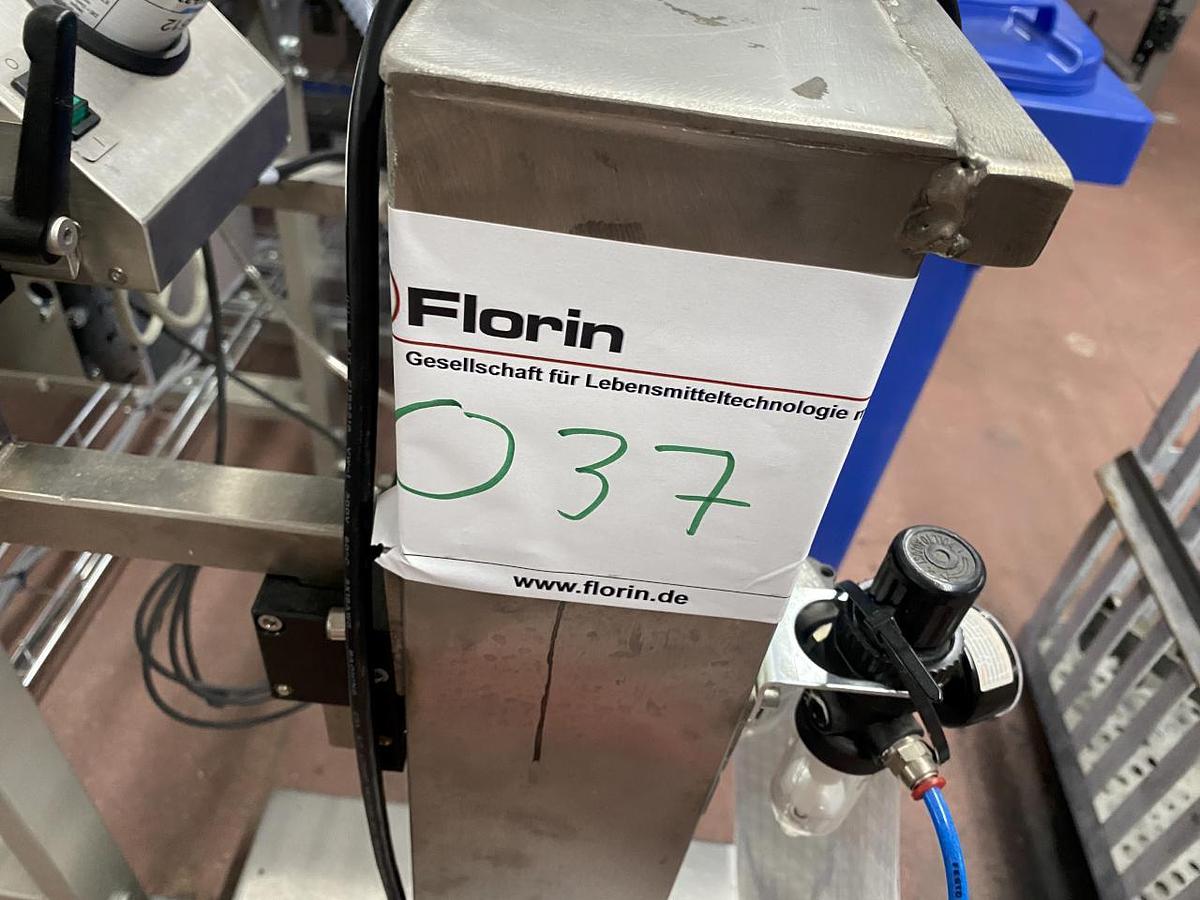 Florin
Gesellschaft für Lebensmitteltechnologie
037
www.florin.de